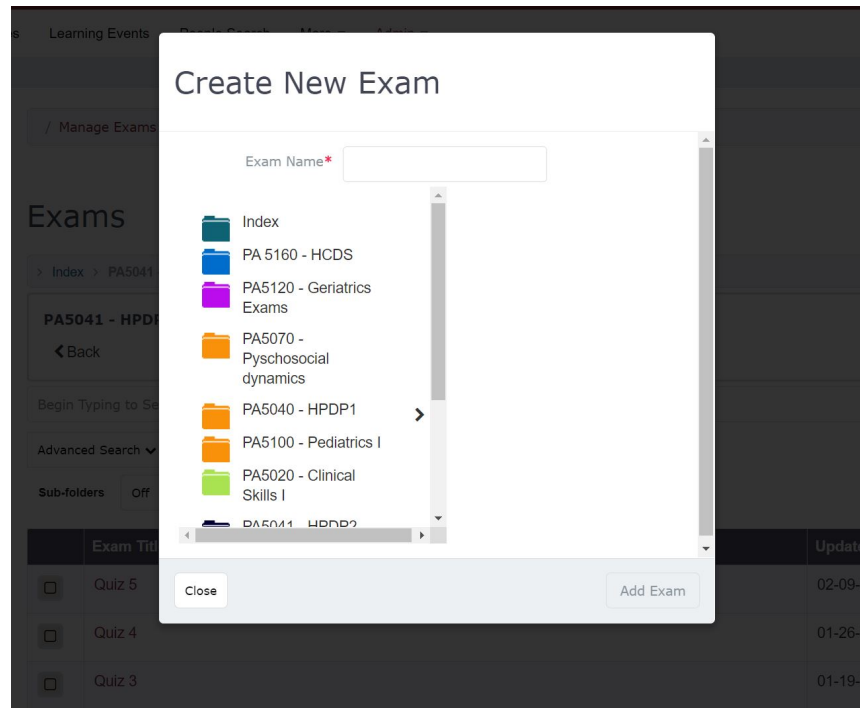 Learning Events
Admin
Create New Exam
/ Manage Exams
Exam Name*
Exams
Index
> Index > PA5041
PA 5160 - HCDS
PA5120 - Geriatrics
Exams
PA5041 - HPDP
Back
PA5070 -
Pyschosocial
dynamics
Begin Typing to Se
PA5040 - HPDP1
Advanced Search
PA5100 - Pediatrics I
Sub-folders Off
PA5020 - Clinical
Skills I
PA5041 - HPDP2
Exam Titl
Updat
Quiz 5
02-09-
Close
Add Exam
Quiz 4
01-26-
Quiz 3
01-19-